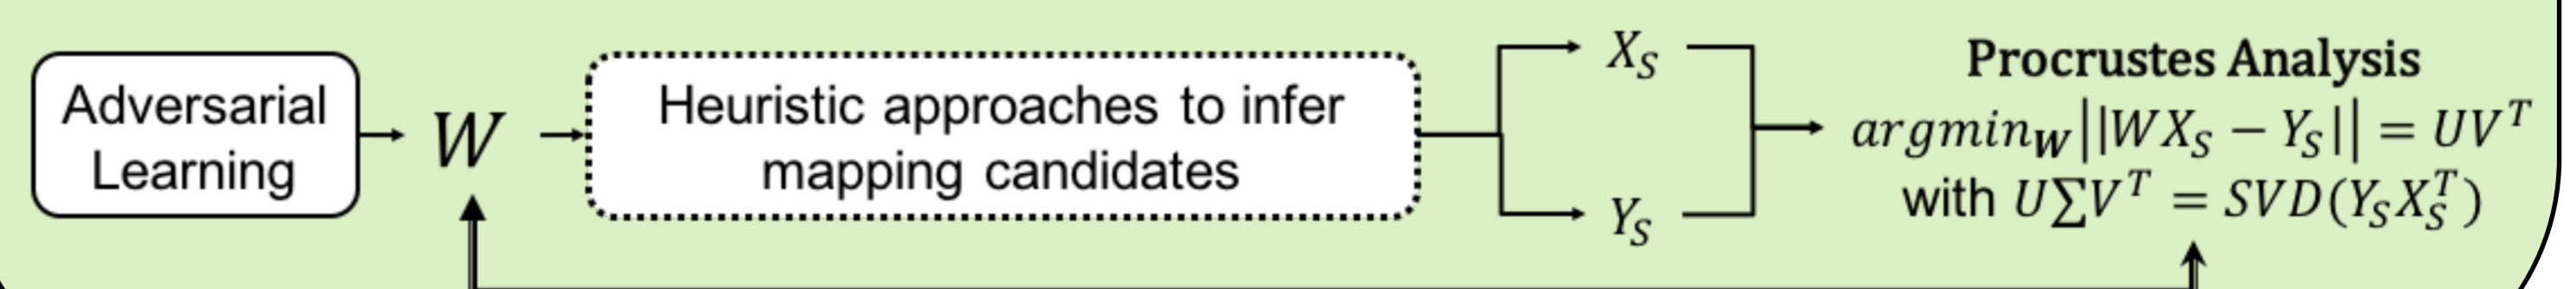 Adversarial
Learning
W
Heuristic approaches to infer
mapping candidates
X_S
Y_S
Procrustes Analysis
argmin_W||WX_S − Y_S|| = UV^T
with U∑V^T = SVD(Y_S X_S^T)